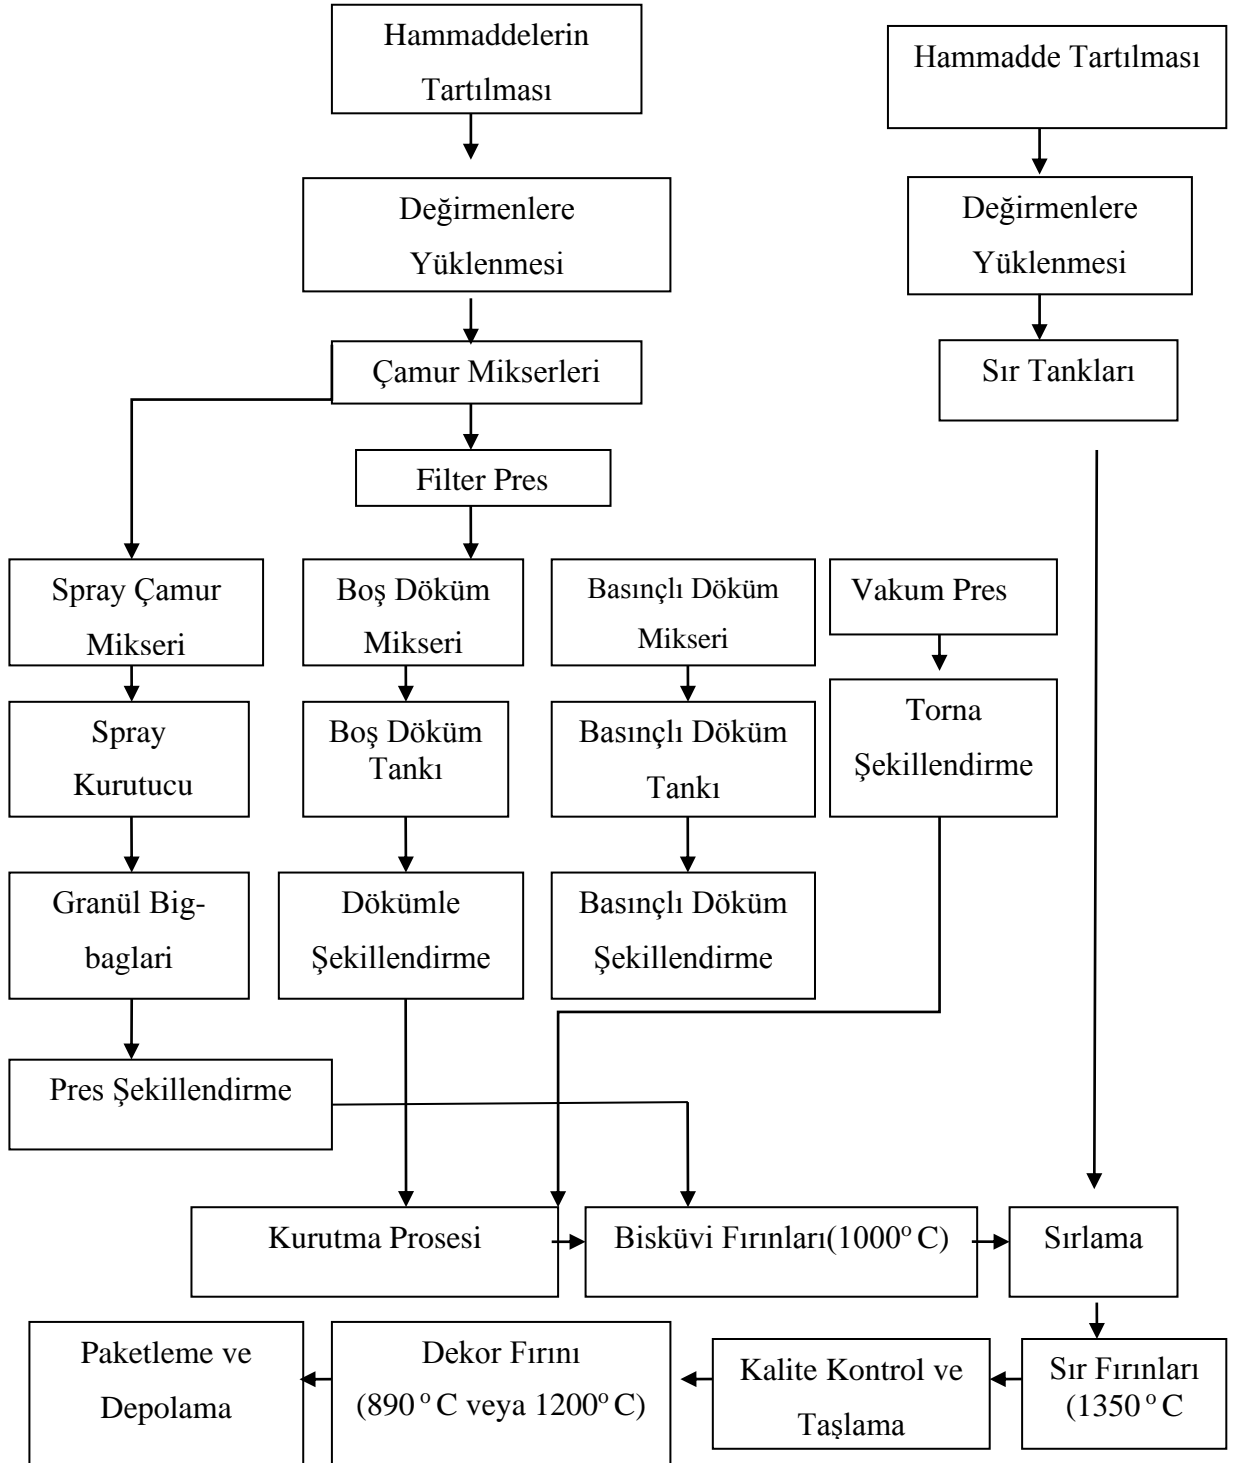 Hammaddelerin
Tartılması
Hammadde Tartılması
Değirmenlere
Yüklenmesi
Değirmenlere
Yüklenmesi
Çamur Mikserleri
Sır Tankları
Filter Pres
Spray Çamur
Mikseri
Boş Döküm
Mikseri
Basınçlı Döküm
Mikseri
Vakum Pres
Spray
Kurutucu
Boş Döküm
Tankı
Basınçlı Döküm
Tankı
Torna
Şekillendirme
Granül Big-
baglari
Dökümle
Şekillendirme
Basınçlı Döküm
Şekillendirme
Pres Şekillendirme
Kurutma Prosesi
Bisküvi Fırınları(1000º C)
Sırlama
Paketleme ve
Depolama
Dekor Fırını
(890 º C veya 1200º C)
Kalite Kontrol ve
Taşlama
Sır Fırınları
(1350 º C